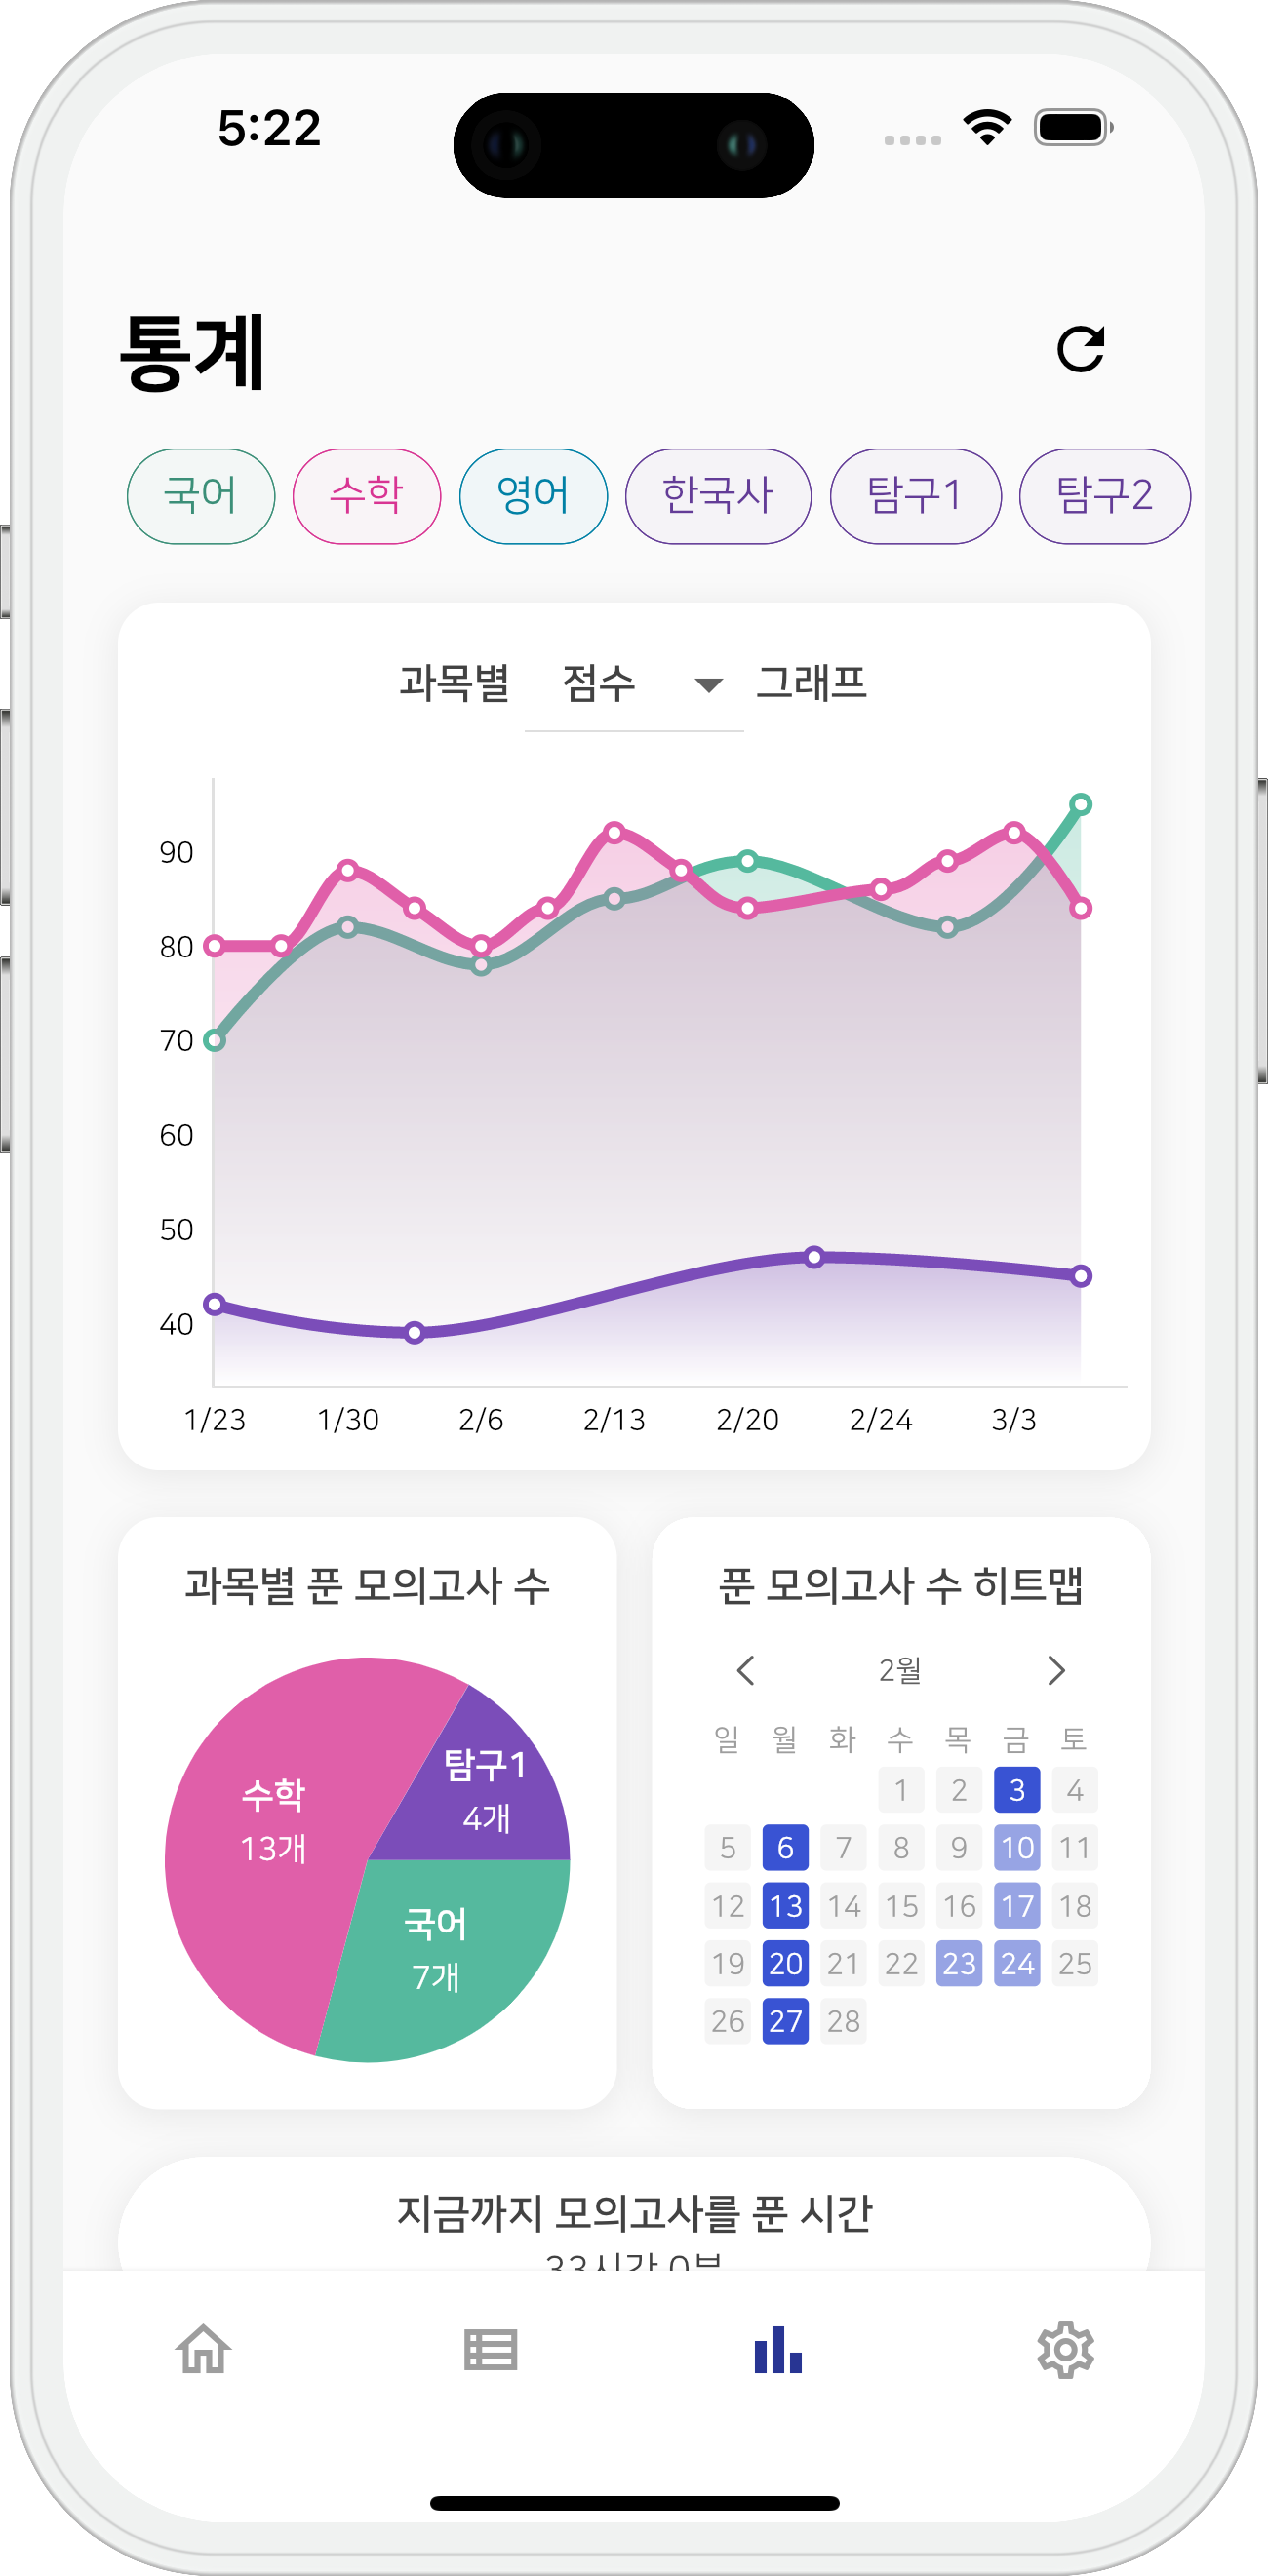 5:22
통계
국어 수학 영어 한국사 탐구1 탐구2
과목별 점수 그래프
90
80
70
60
50
40
1/23 1/30 2/6 2/13 2/20 2/24 3/3
과목별 푼 모의고사 수
수학
13개
탐구1
4개
국어
7개
푼 모의고사 수 히트맵
2월
일 월 화 수 목 금 토
1 2 3 4
5 6 7 8 9 10 11
12 13 14 15 16 17 18
19 20 21 22 23 24 25
26 27 28
지금까지 모의고사를 푼 시간
33시간 0분